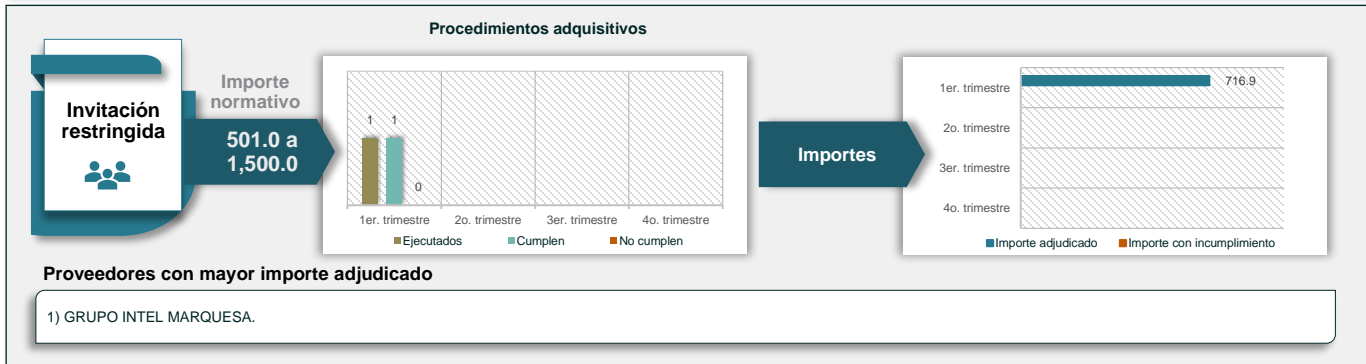 Procedimientos adquisitivos
Invitación
restringida
Importe
normativo
501.0 a
1,500.0
1
1
0
1er. trimestre
2o. trimestre
3er. trimestre
4o. trimestre
Ejecutados
Cumplen
No cumplen
Importes
1er. trimestre
716.9
2o. trimestre
3er. trimestre
4o. trimestre
Importe adjudicado
Importe con incumplimiento
Proveedores con mayor importe adjudicado
1) GRUPO INTEL MARQUESA.